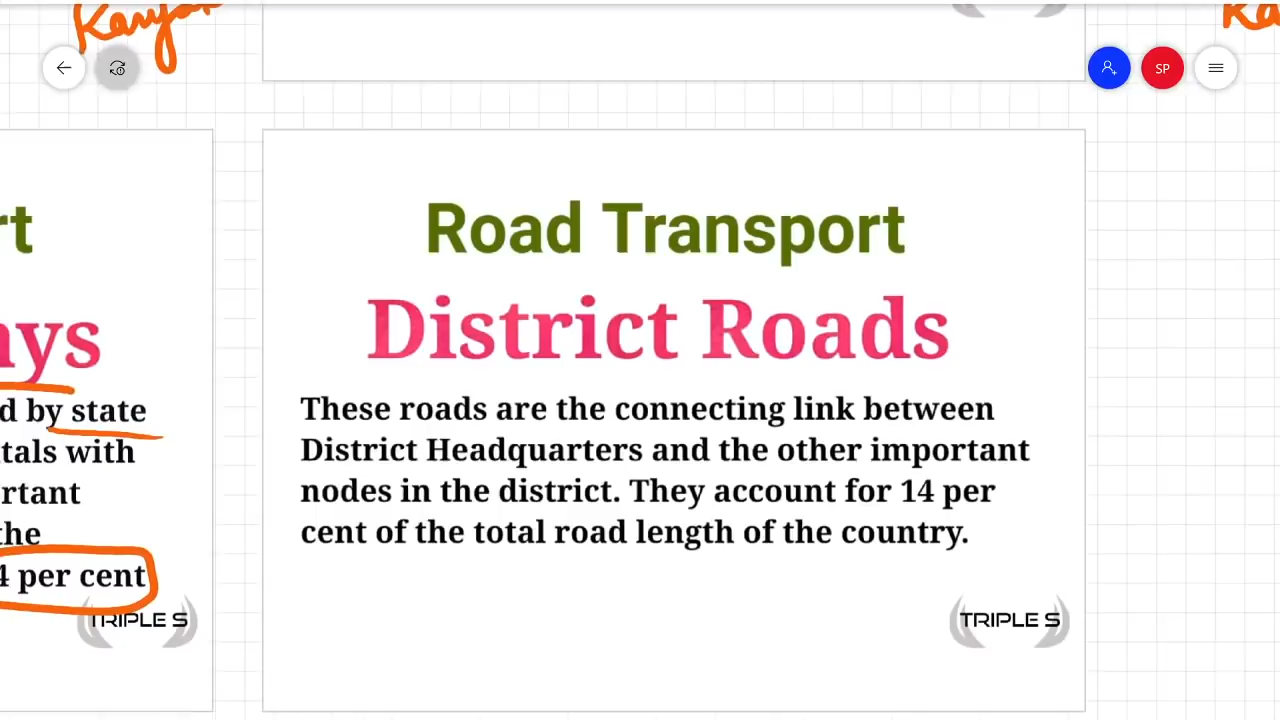 SP
Road Transport
District Roads
These roads are the connecting link between
District Headquarters and the other important
nodes in the district. They account for 14 per
cent of the total road length of the country.
TRIPLE S
rt
ays
d by state
tals with
rtant
the
4 per cent
TRIPLE S